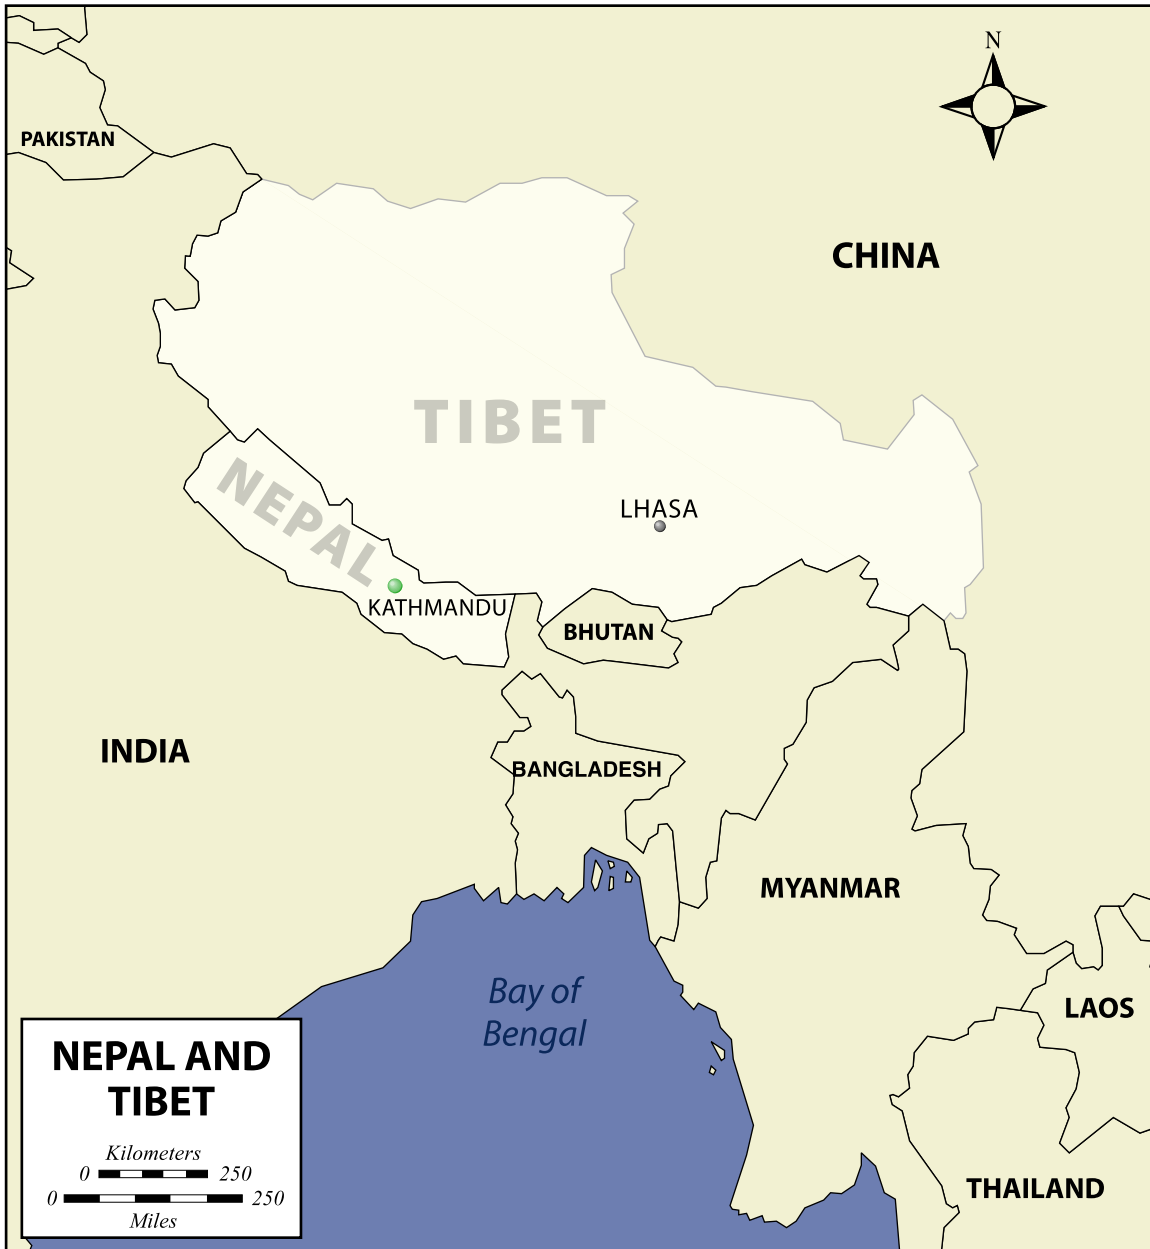 N
PAKISTAN
CHINA
TIBET
NEPAL
LHASA
KATHMANDU
BHUTAN
INDIA
BANGLADESH
MYANMAR
Bay of
Bengal
LAOS
THAILAND
NEPAL AND
TIBET
Kilometers
0 250
0 250
Miles